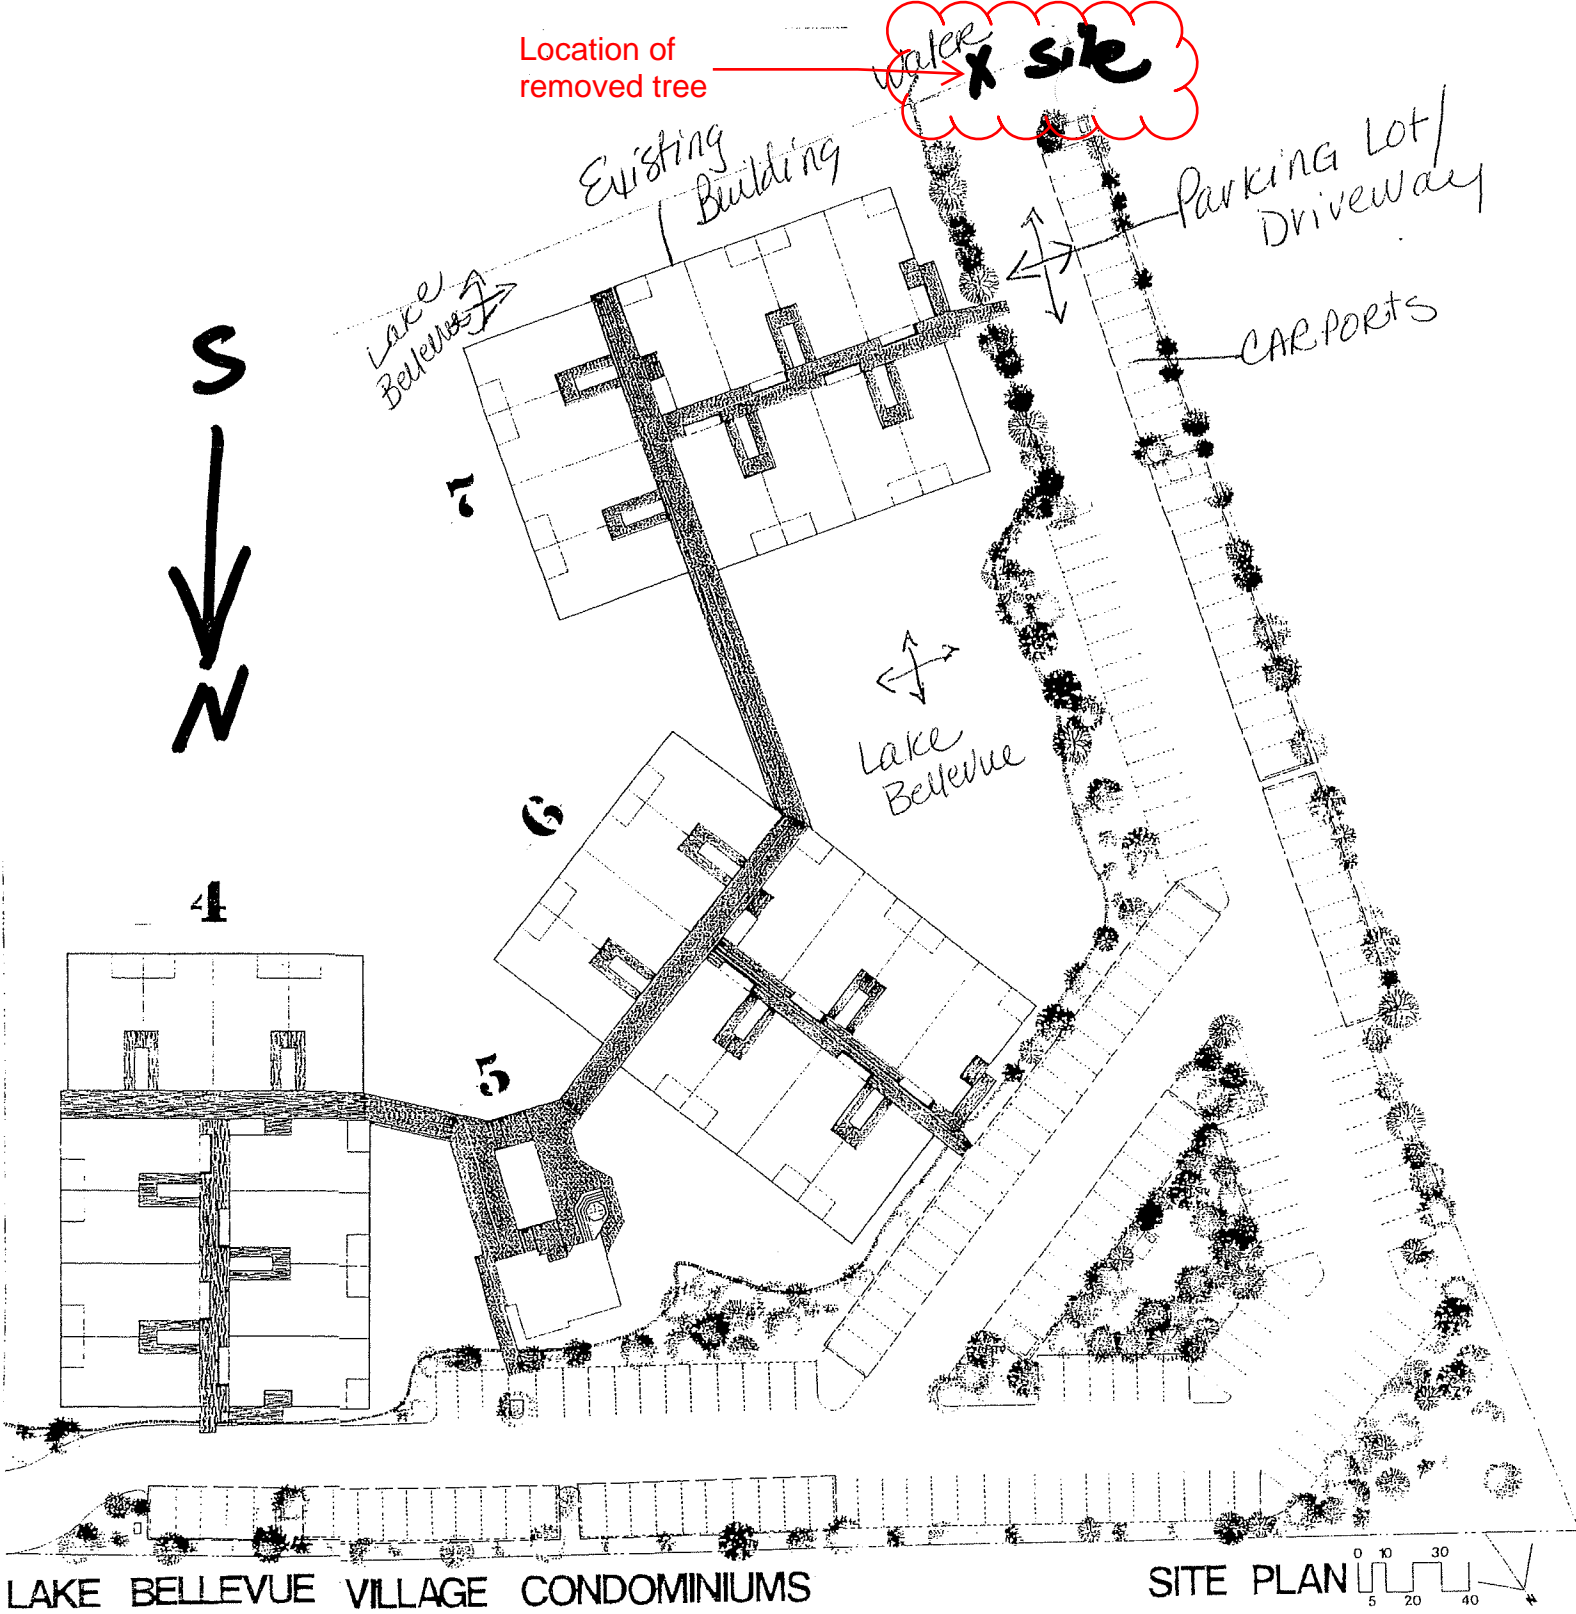 Location of
removed tree
water
X site
Existing
Building
Parking Lot/
Driveway
Lake
Bellevue
S
CARPORTS
7
N
Lake
Bellevue
6
4
5
LAKE BELLEVUE VILLAGE CONDOMINIUMS
SITE PLAN
0 10 30
5 20 40
N